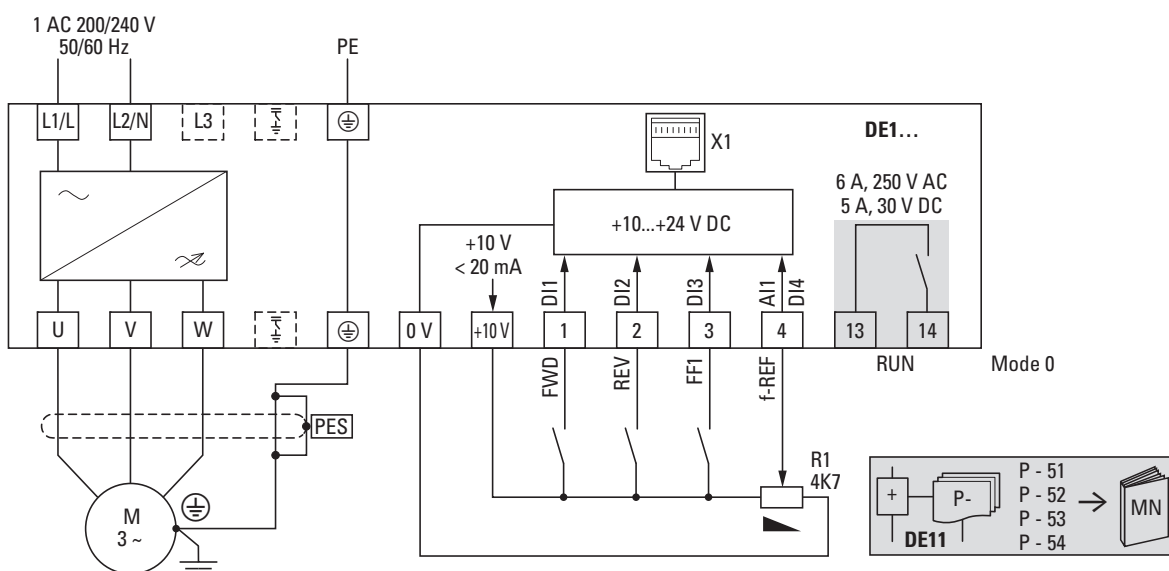 1 AC 200/240 V
50/60 Hz
PE
L1/L
L2/N
L3
DE1…
X1
6 A, 250 V AC
5 A, 30 V DC
+10...+24 V DC
+10 V
< 20 mA
DI1
DI2
DI3
AI1
DI4
U
V
W
0 V
+10 V
1
2
3
4
13
14
FWD
REV
FF1
f-REF
RUN
Mode 0
PES
R1
4K7
M
3 ~
P - 51
P - 52
P - 53
P - 54
+
P-
MN
DE11